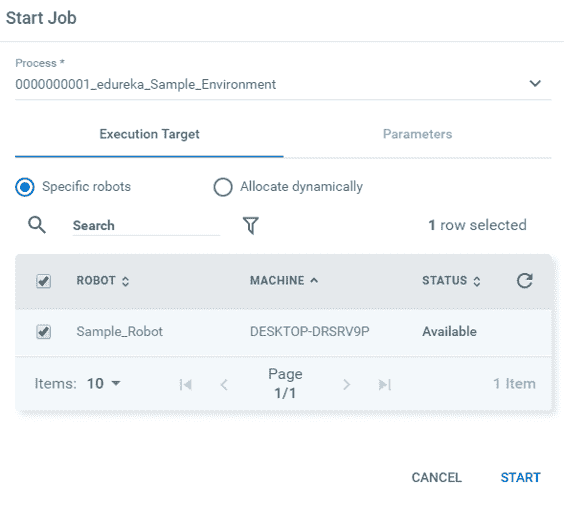 Start Job
Process *
0000000001_edureka_Sample_Environment
Execution Target
Parameters
Specific robots
Allocate dynamically
Search
1 row selected
ROBOT
MACHINE
STATUS
Sample_Robot
DESKTOP-DRSRV9P
Available
Items: 10
Page
1/1
1 Item
CANCEL
START